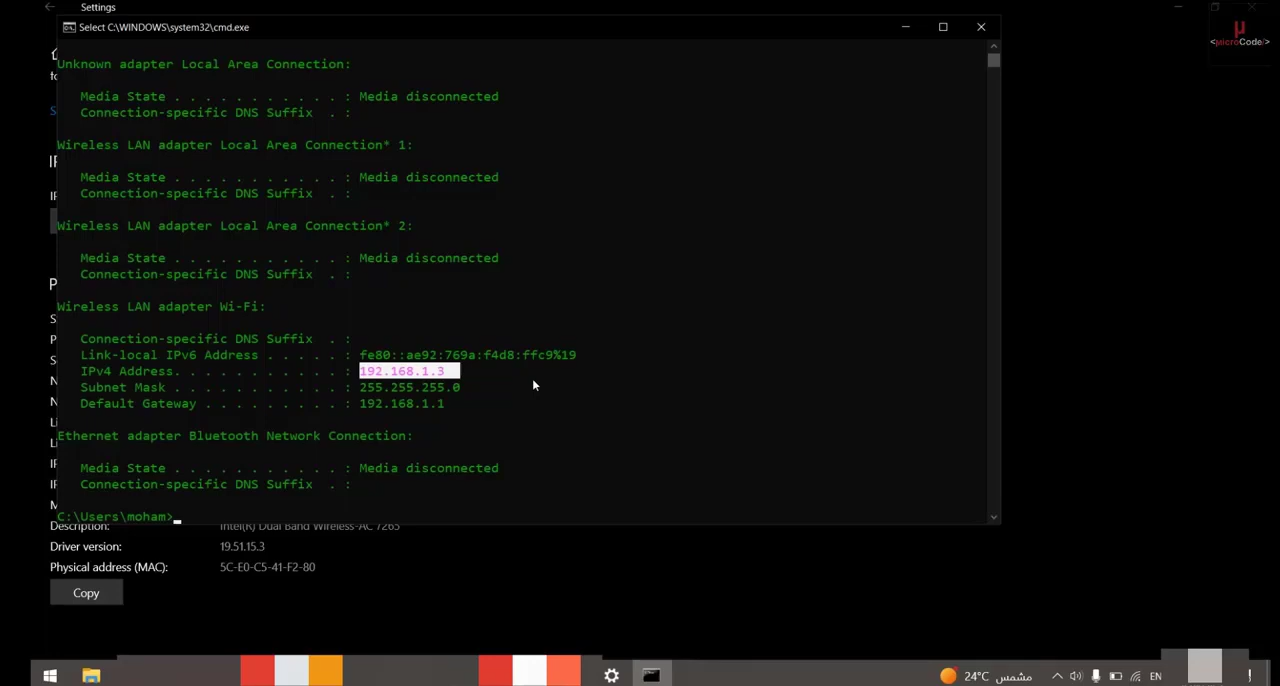 Settings
Select C:\WINDOWS\system32\cmd.exe
μ
<μicroCode/>
Unknown adapter Local Area Connection:
Media State . . . . . . . . . . . : Media disconnected
Connection-specific DNS Suffix . :
Wireless LAN adapter Local Area Connection* 1:
Media State . . . . . . . . . . . : Media disconnected
Connection-specific DNS Suffix . :
Wireless LAN adapter Local Area Connection* 2:
Media State . . . . . . . . . . . : Media disconnected
Connection-specific DNS Suffix . :
Wireless LAN adapter Wi-Fi:
Connection-specific DNS Suffix . :
Link-local IPv6 Address . . . . . : fe80::ae92:769a:f4d8:ffc9%19
IPv4 Address. . . . . . . . . . . : 192.168.1.3
Subnet Mask . . . . . . . . . . . : 255.255.255.0
Default Gateway . . . . . . . . . : 192.168.1.1
Ethernet adapter Bluetooth Network Connection:
Media State . . . . . . . . . . . : Media disconnected
Connection-specific DNS Suffix . :
C:\Users\moham>
Description: Intel(R) Dual Band Wireless-AC 7265
Driver version: 19.51.15.3
Physical address (MAC): 5C-E0-C5-41-F2-80
Copy
24°C مشمس EN